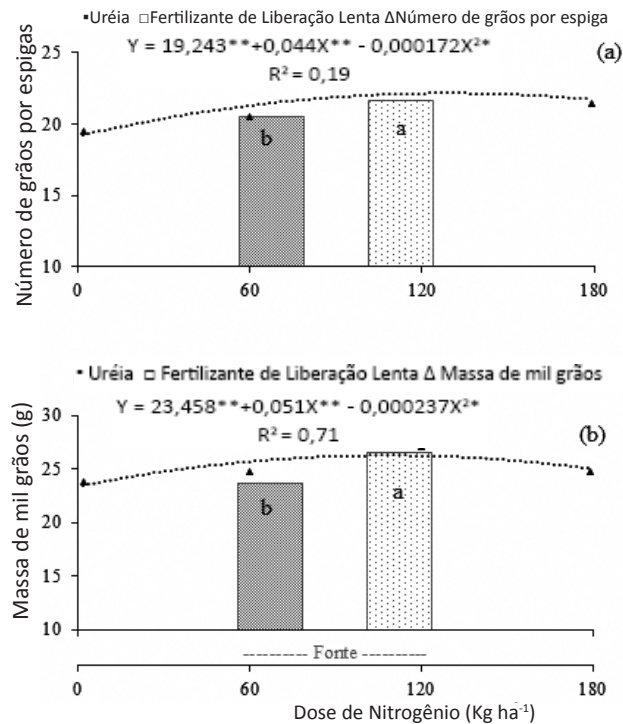 ▪Uréia □Fertilizante de Liberação Lenta ΔNúmero de grãos por espiga
Y = 19,243**+0,044X** - 0,000172X²*
(a)
R² = 0,19
Número de grãos por espigas
25
20
15
10
b
a
0
60
120
180
▪ Uréia □ Fertilizante de Liberação Lenta Δ Massa de mil grãos
Y = 23,458**+0,051X** - 0,000237X²*
R² = 0,71
(b)
Massa de mil grãos (g)
30
25
20
15
10
b
a
---------- Fonte ----------
0
60
120
180
Dose de Nitrogênio (Kg ha⁻¹)